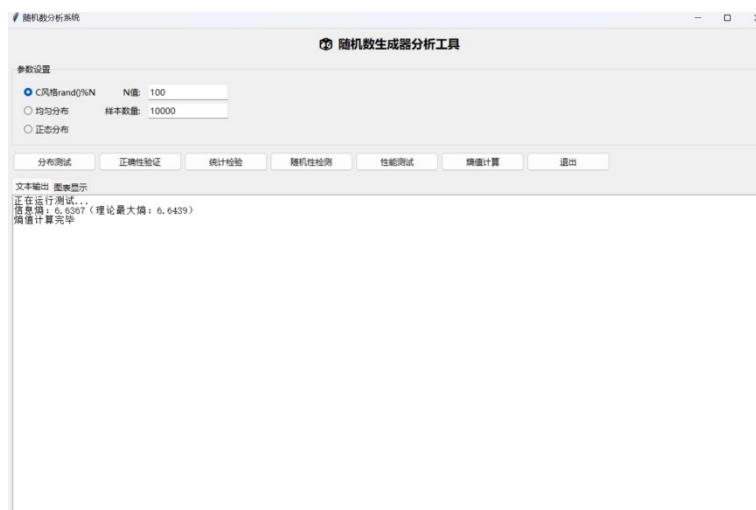 随机数分析系统
随机数生成器分析工具
参数设置
C风格rand()%N N值: 100
均匀分布 样本数量: 10000
正态分布
分布测试 正确性验证 统计检验 随机性检测 性能测试 熵值计算 退出
文本输出 图表显示
正在运行测试...
信息熵: 6.6367 (理论最大熵: 6.6439)
熵值计算完毕